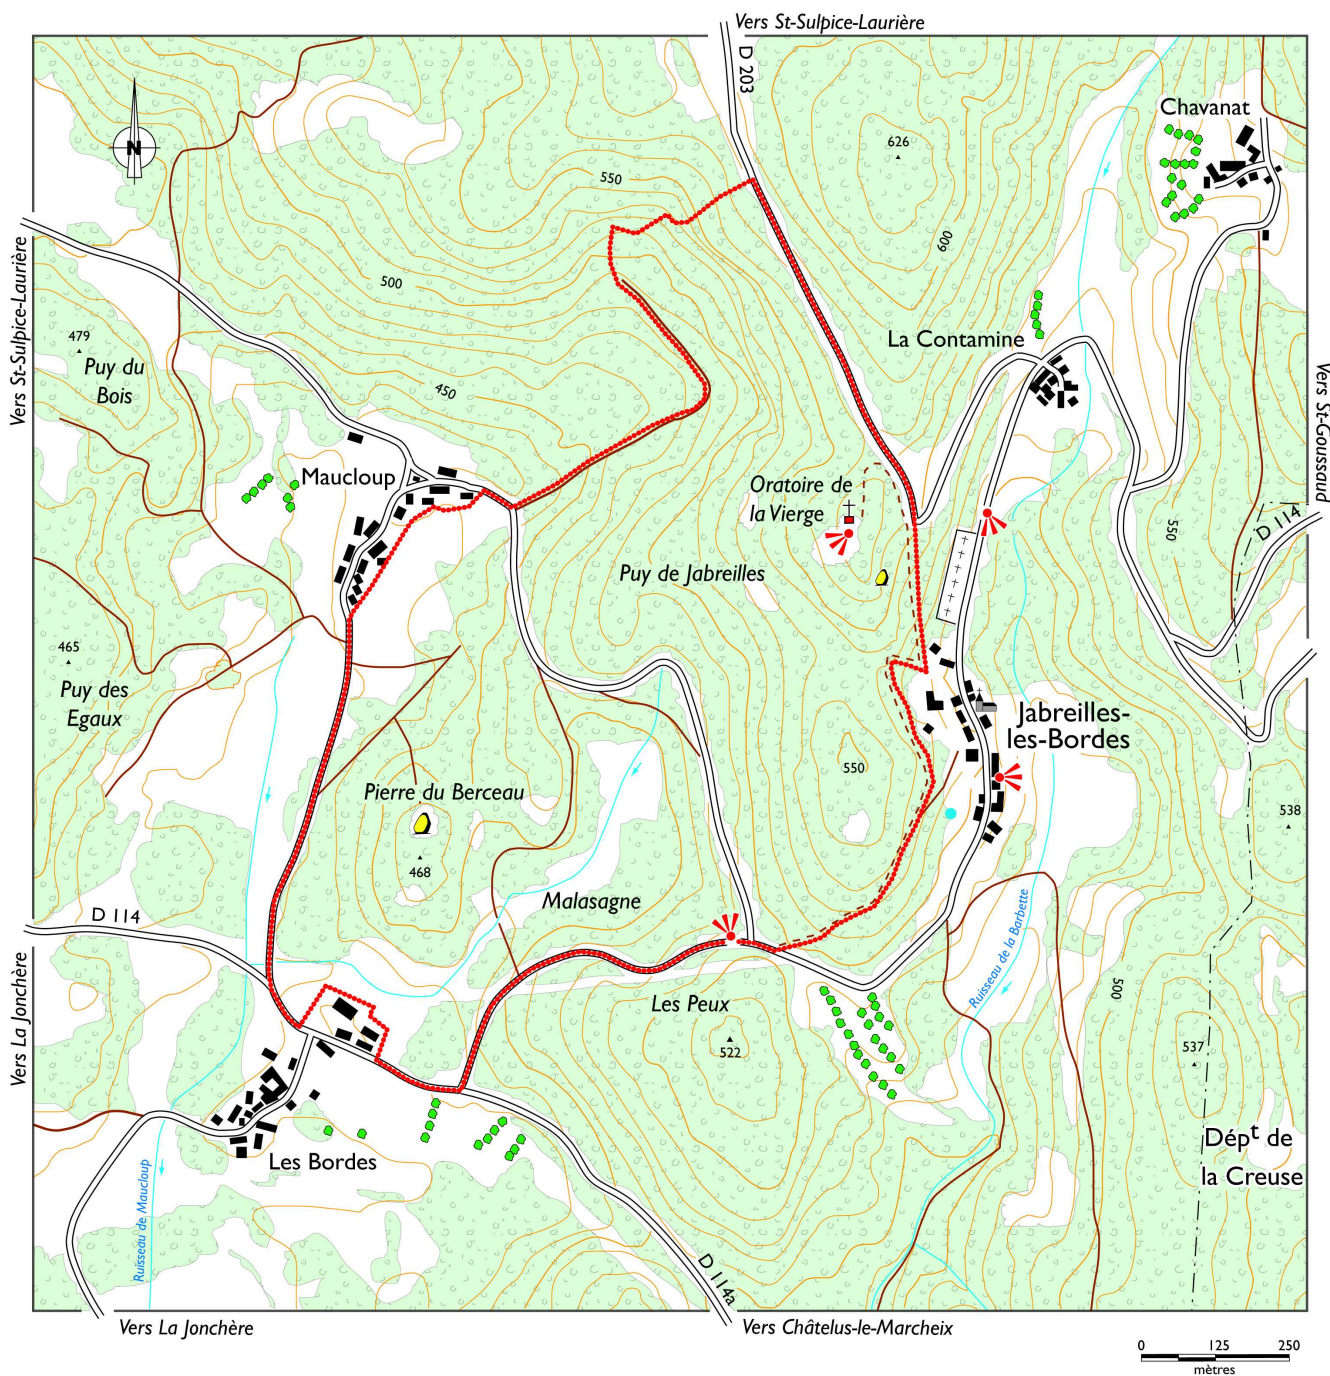 Vers St-Sulpice-Laurière
D 203
Chavanat
626
550
600
N
Vers St-Sulpice-Laurière
500
479
Puy du
Bois
La Contamine
450
Vers St-Goussaud
Maucloup
Oratoire de
la Vierge
D 114
550
Puy de Jabreilles
465
Puy des
Egaux
Jabreilles-
les-Bordes
550
Pierre du Berceau
468
538
Malasagne
D 114
Ruisseau de la Barbette
500
Vers La Jonchère
Les Peux
522
537
Dépt de
la Creuse
Les Bordes
Ruisseau de Maucloup
D 114a
Vers La Jonchère
Vers Châtelus-le-Marcheix
0 125 250
mètres